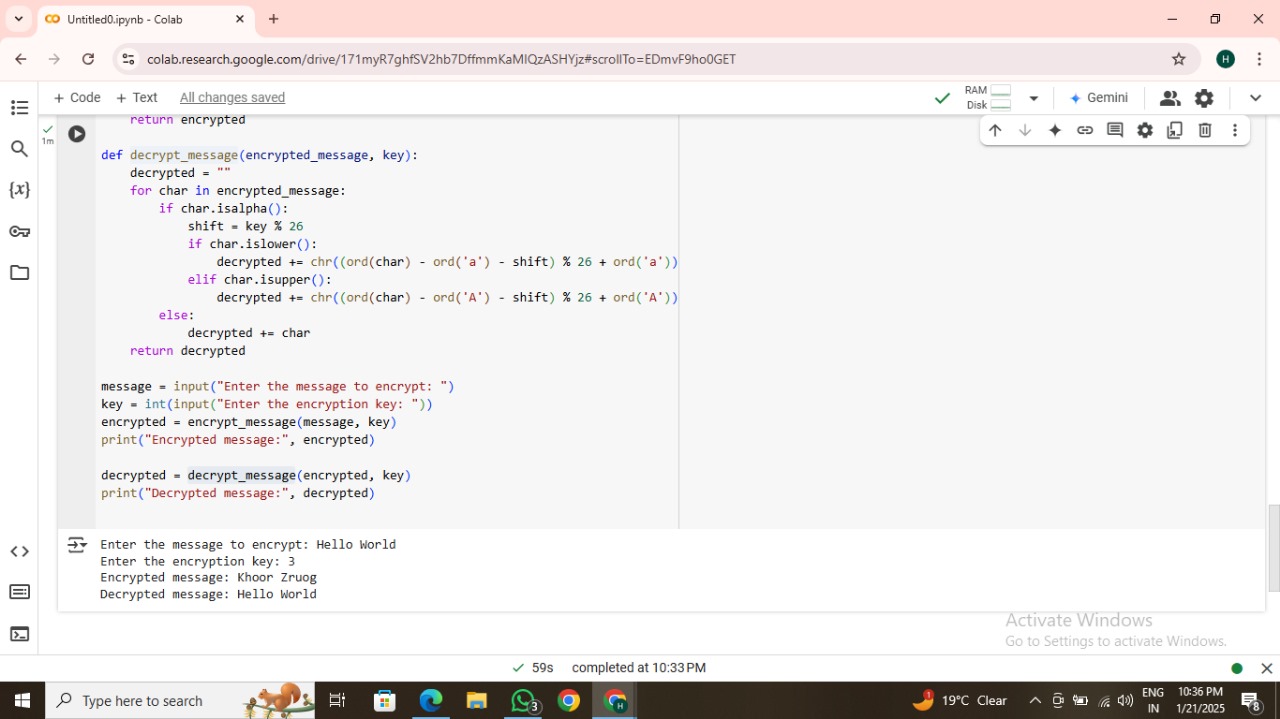 Untitled0.ipynb - Colab
colab.research.google.com/drive/171myR7ghfSV2hb7DffmmKaMlQzASHYjz#scrollTo=EDmvF9ho0GET
H
+ Code + Text All changes saved
RAM
Disk
Gemini
1m
return encrypted
def decrypt_message(encrypted_message, key):
    decrypted = ""
    for char in encrypted_message:
        if char.isalpha():
            shift = key % 26
            if char.islower():
                decrypted += chr((ord(char) - ord('a') - shift) % 26 + ord('a'))
            elif char.isupper():
                decrypted += chr((ord(char) - ord('A') - shift) % 26 + ord('A'))
        else:
            decrypted += char
    return decrypted
message = input("Enter the message to encrypt: ")
key = int(input("Enter the encryption key: "))
encrypted = encrypt_message(message, key)
print("Encrypted message:", encrypted)
decrypted = decrypt_message(encrypted, key)
print("Decrypted message:", decrypted)
Enter the message to encrypt: Hello World
Enter the encryption key: 3
Encrypted message: Khoor Zruog
Decrypted message: Hello World
Activate Windows
Go to Settings to activate Windows.
59s completed at 10:33 PM
Type here to search
3
H
19°C Clear
ENG
IN
10:36 PM
1/21/2025
8